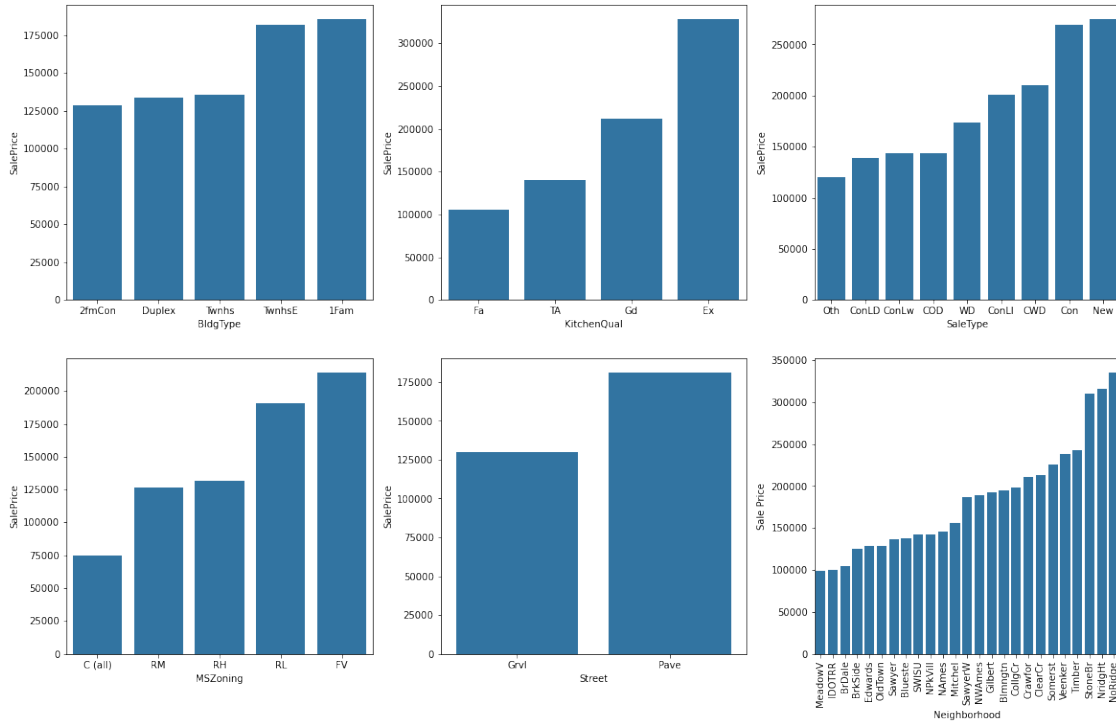 175000
150000
125000
100000
75000
50000
25000
0
SalePrice
2fmCon Duplex Twnhs TwnhsE 1Fam
BldgType
300000
250000
200000
150000
100000
50000
0
SalePrice
Fa TA Gd Ex
KitchenQual
250000
200000
150000
100000
50000
0
SalePrice
Oth ConLD ConLw COD WD ConLI CWD Con New
SaleType
200000
175000
150000
125000
100000
75000
50000
25000
0
SalePrice
C (all) RM RH RL FV
MSZoning
175000
150000
125000
100000
75000
50000
25000
0
SalePrice
Grvl Pave
Street
350000
300000
250000
200000
150000
100000
50000
0
Sale Price
MeadowV
IDOTRR
BrDale
BrkSide
Edwards
OldTown
Sawyer
Blueste
SWISU
NPkVill
NAmes
Mitchel
SawyerW
NWAmes
Gilbert
Blmngtn
CollgCr
Crawfor
ClearCr
Somerst
Veenker
Timber
StoneBr
NridgHt
NoRidge
Neighborhood